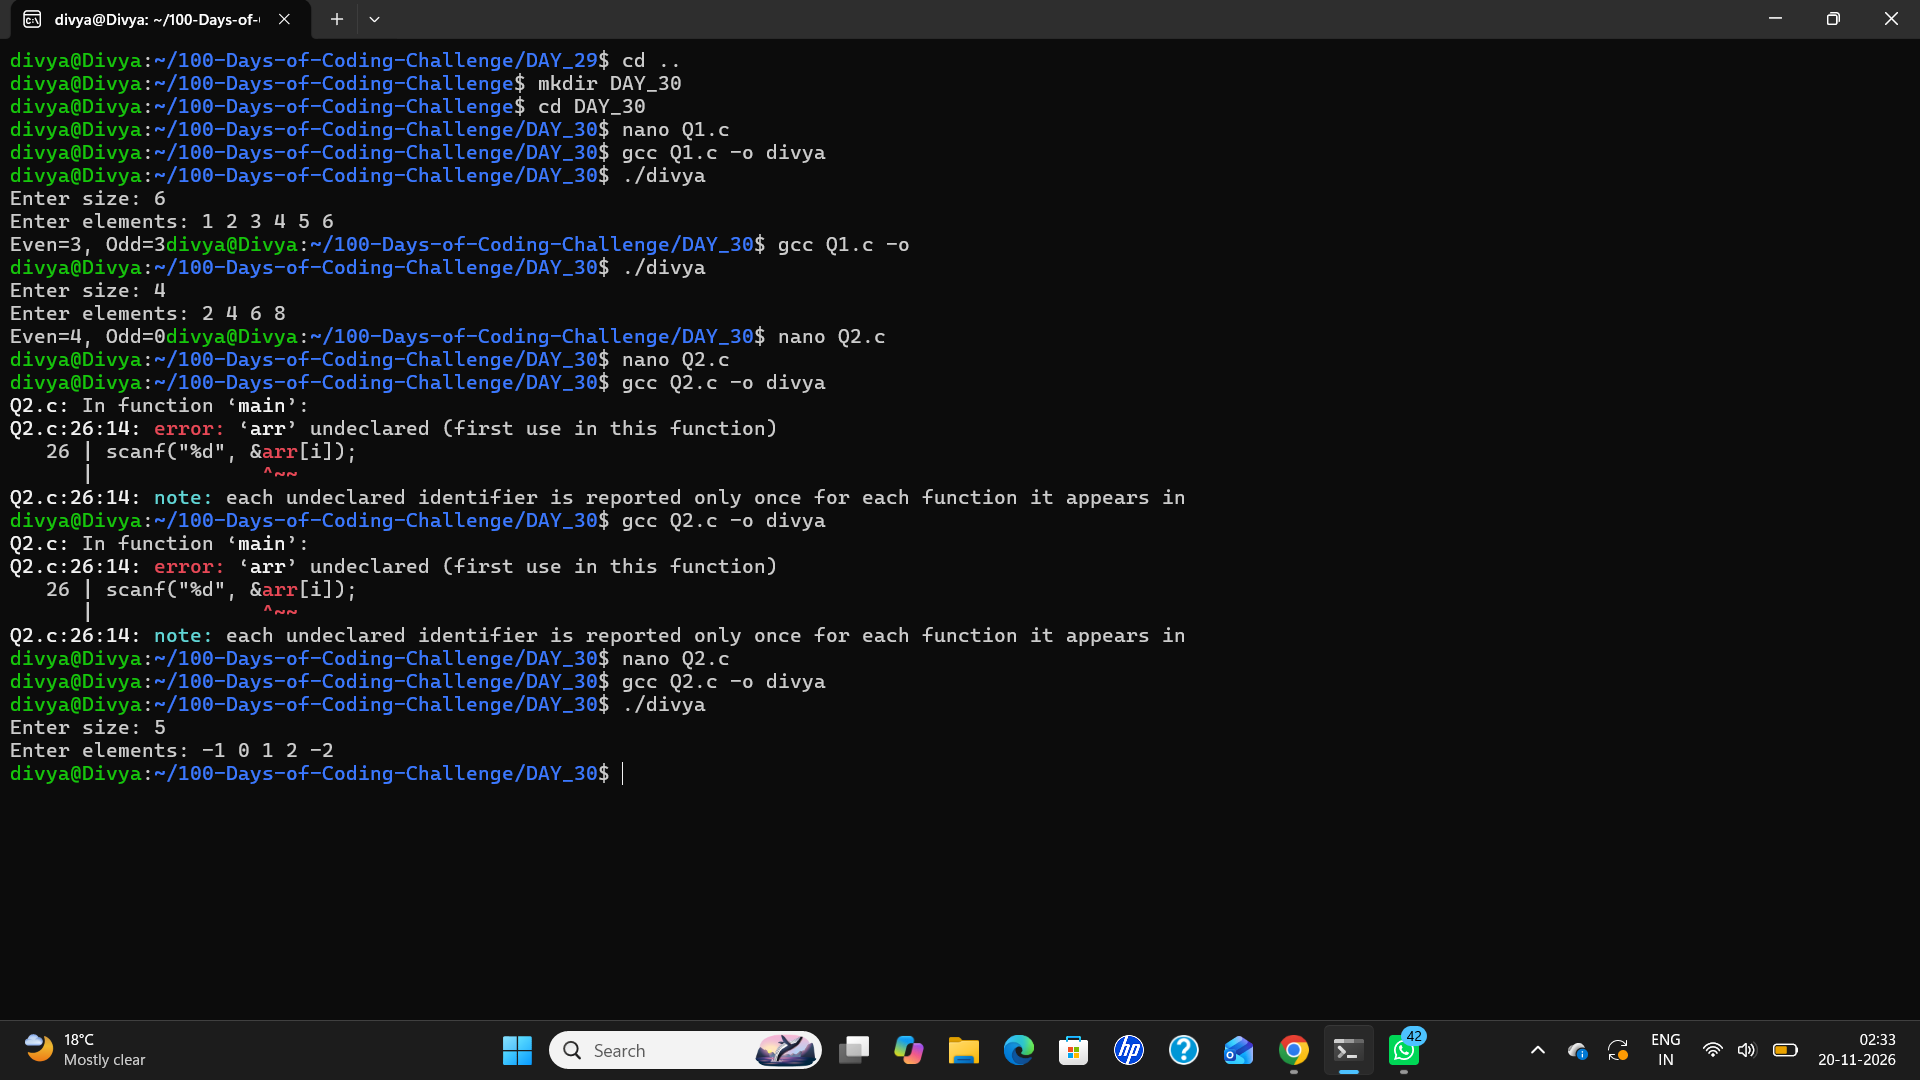 divya@Divya: ~/100-Days-of-(
divya@Divya:~/100-Days-of-Coding-Challenge/DAY_29$ cd ..
divya@Divya:~/100-Days-of-Coding-Challenge$ mkdir DAY_30
divya@Divya:~/100-Days-of-Coding-Challenge$ cd DAY_30
divya@Divya:~/100-Days-of-Coding-Challenge/DAY_30$ nano Q1.c
divya@Divya:~/100-Days-of-Coding-Challenge/DAY_30$ gcc Q1.c -o divya
divya@Divya:~/100-Days-of-Coding-Challenge/DAY_30$ ./divya
Enter size: 6
Enter elements: 1 2 3 4 5 6
Even=3, Odd=3divya@Divya:~/100-Days-of-Coding-Challenge/DAY_30$ gcc Q1.c -o
divya@Divya:~/100-Days-of-Coding-Challenge/DAY_30$ ./divya
Enter size: 4
Enter elements: 2 4 6 8
Even=4, Odd=0divya@Divya:~/100-Days-of-Coding-Challenge/DAY_30$ nano Q2.c
divya@Divya:~/100-Days-of-Coding-Challenge/DAY_30$ nano Q2.c
divya@Divya:~/100-Days-of-Coding-Challenge/DAY_30$ gcc Q2.c -o divya
Q2.c: In function ‘main’:
Q2.c:26:14: error: ‘arr’ undeclared (first use in this function)
   26 | scanf("%d", &arr[i]);
      |              ^~~
Q2.c:26:14: note: each undeclared identifier is reported only once for each function it appears in
divya@Divya:~/100-Days-of-Coding-Challenge/DAY_30$ gcc Q2.c -o divya
Q2.c: In function ‘main’:
Q2.c:26:14: error: ‘arr’ undeclared (first use in this function)
   26 | scanf("%d", &arr[i]);
      |              ^~~
Q2.c:26:14: note: each undeclared identifier is reported only once for each function it appears in
divya@Divya:~/100-Days-of-Coding-Challenge/DAY_30$ nano Q2.c
divya@Divya:~/100-Days-of-Coding-Challenge/DAY_30$ gcc Q2.c -o divya
divya@Divya:~/100-Days-of-Coding-Challenge/DAY_30$ ./divya
Enter size: 5
Enter elements: -1 0 1 2 -2
divya@Divya:~/100-Days-of-Coding-Challenge/DAY_30$
18°C
Mostly clear
Search
hp
42
ENG
IN
02:33
20-11-2026